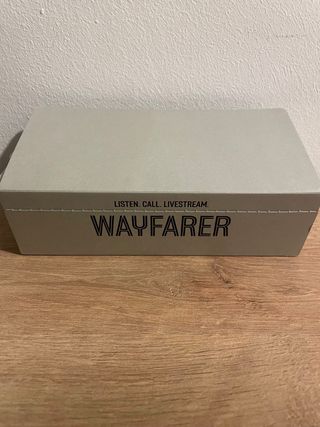 LISTEN. CALL. LIVESTREAM.
WAYFARER